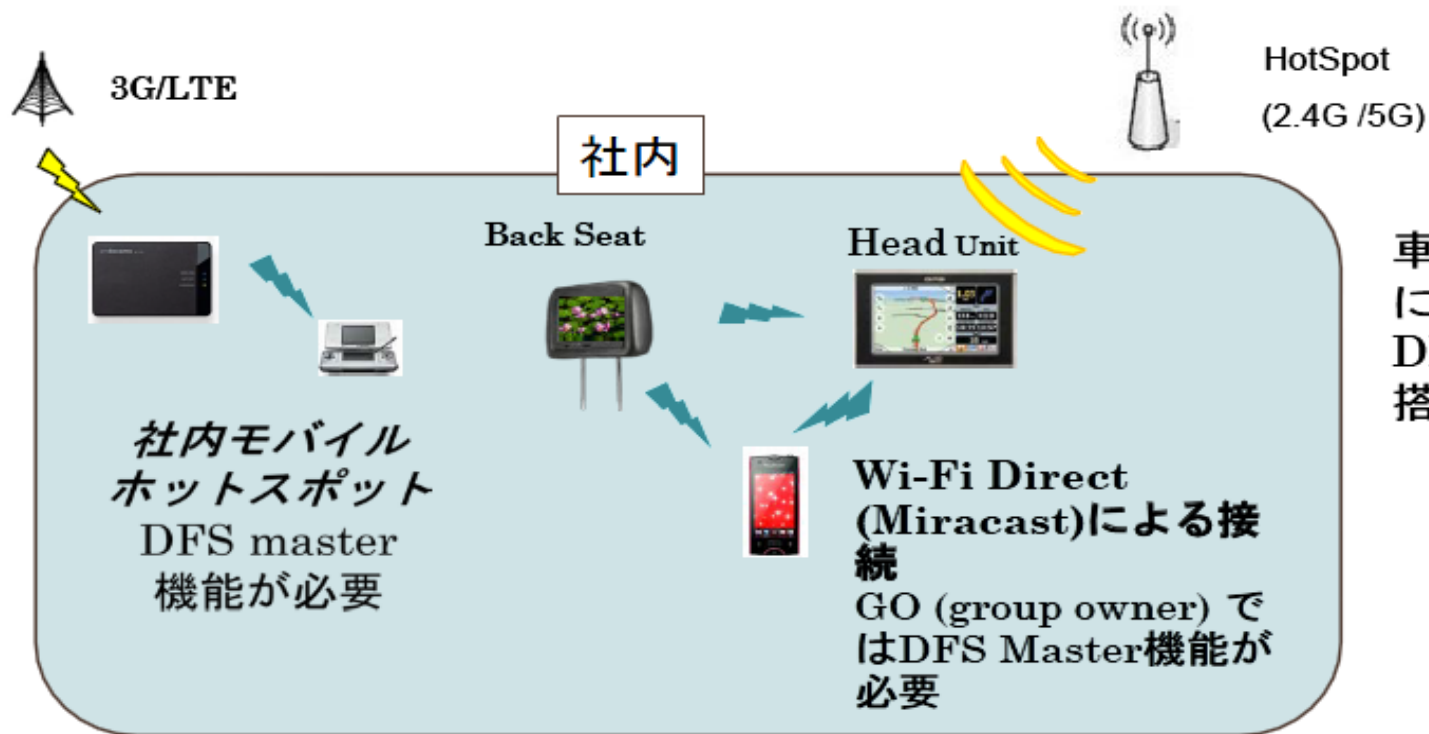 3G/LTE
HotSpot
(2.4G /5G)
社内
Back Seat
Head Unit
社内モバイル
ホットスポット
DFS master
機能が必要
Wi-Fi Direct
(Miracast)による接
続
GO (group owner) で
はDFS Master機能が
必要
車
に
搭